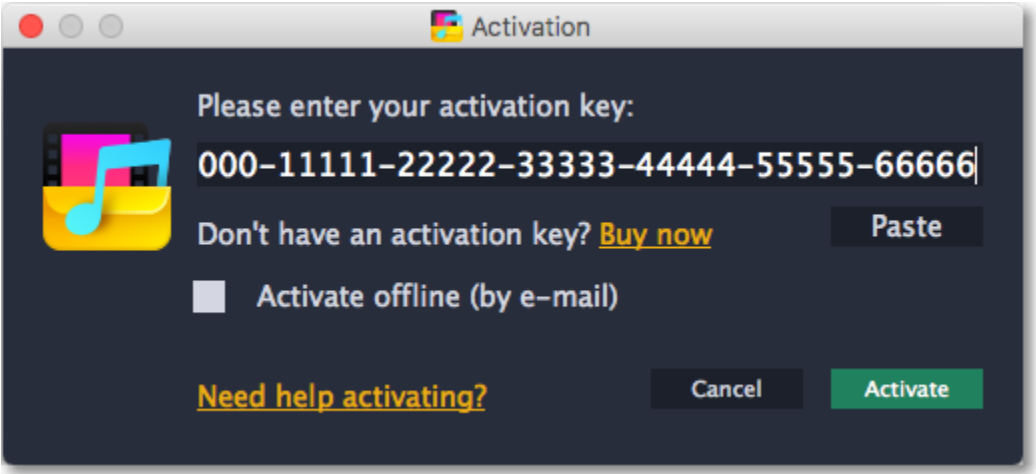 Activation
Please enter your activation key:
000-11111-22222-33333-44444-55555-66666
Don't have an activation key? Buy now
Paste
Activate offline (by e-mail)
Need help activating?
Cancel
Activate